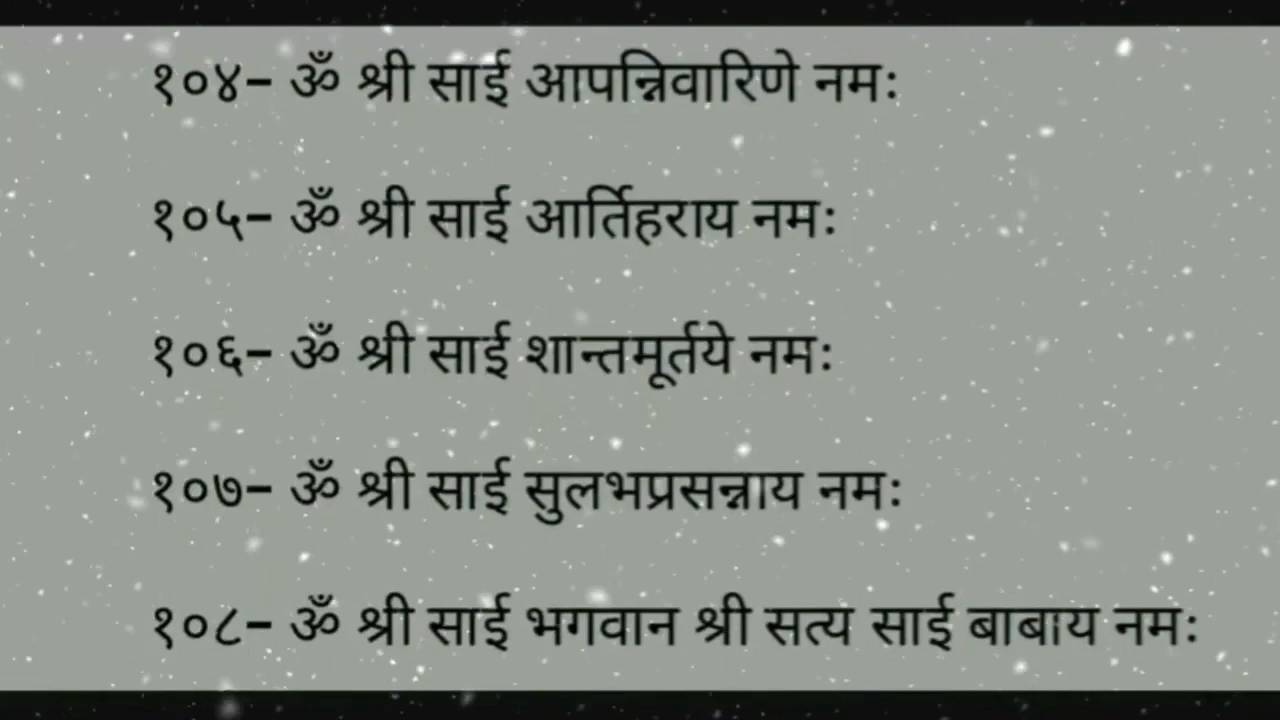 १०४– ॐ श्री साई आपन्निवारिणे नमः
१०५– ॐ श्री साई आर्तिहराय नमः
१०६– ॐ श्री साई शान्तमूर्तये नमः
१०७– ॐ श्री साई सुलभप्रसन्नाय नमः
१०८– ॐ श्री साई भगवान श्री सत्य साई बाबाय नमः